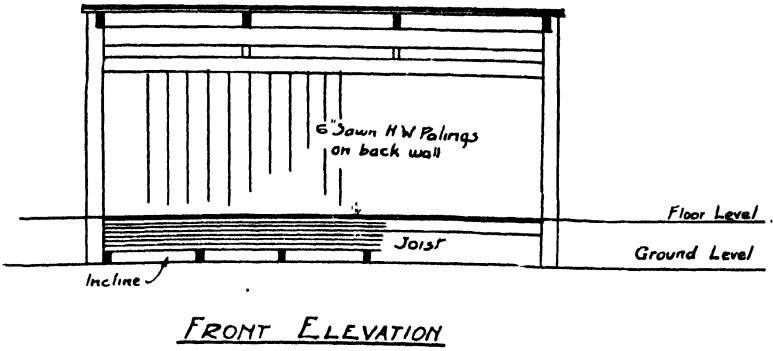 6" Sawn H W Palings
on back wall
Floor Level
Joist
Ground Level
Incline
FRONT ELEVATION